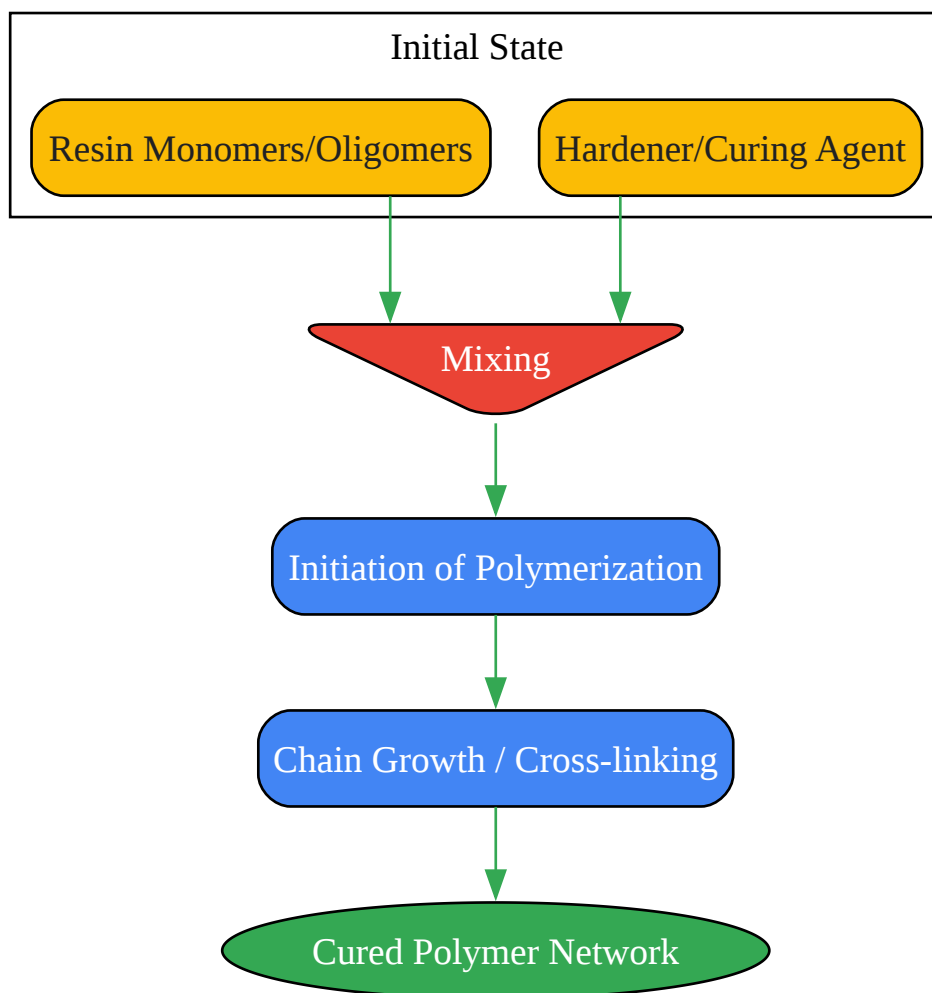 Initial State
Resin Monomers/Oligomers
Hardener/Curing Agent
Mixing
Initiation of Polymerization
Chain Growth / Cross-linking
Cured Polymer Network